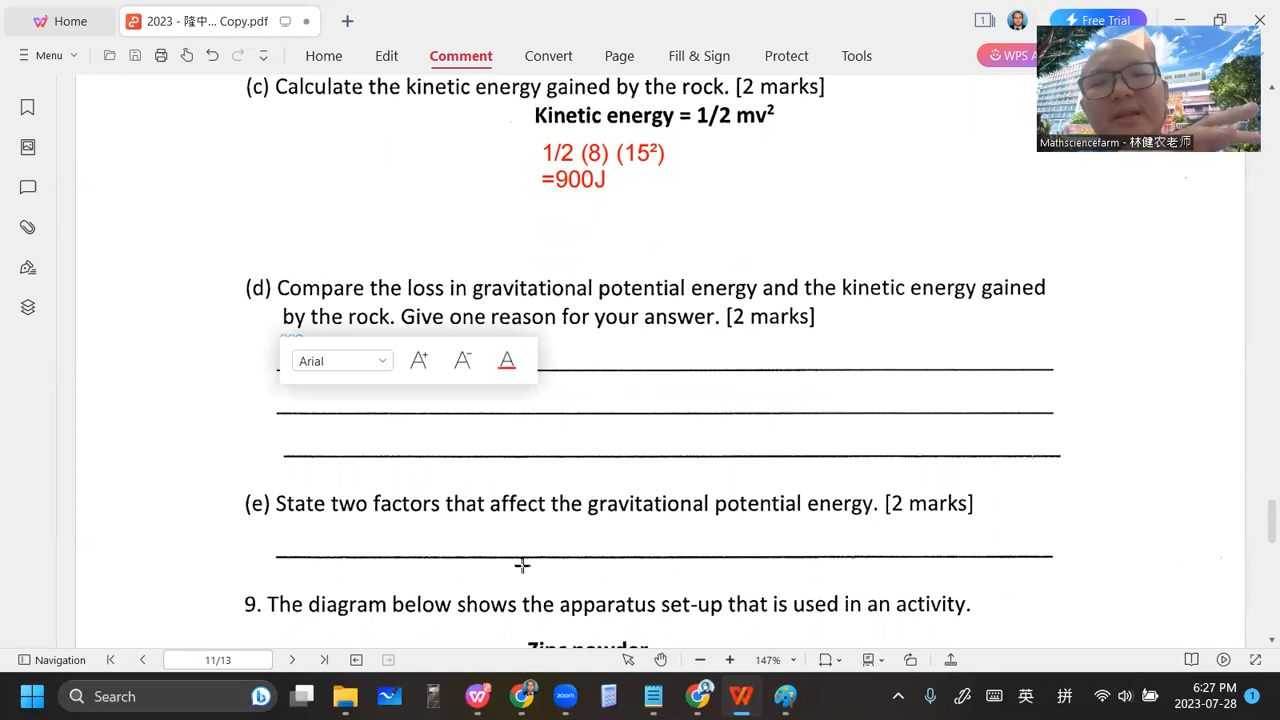 Home
2023 - 隆中... Copy.pdf
1
Free Trial
Menu
Home
Edit
Comment
Convert
Page
Fill & Sign
Protect
Tools
WPS A
(c) Calculate the kinetic energy gained by the rock. [2 marks]
Kinetic energy = 1/2 mv²
1/2 (8) (15²)
=900J
Mathsciencefarm - 林健农老师
(d) Compare the loss in gravitational potential energy and the kinetic energy gained
by the rock. Give one reason for your answer. [2 marks]
Arial
(e) State two factors that affect the gravitational potential energy. [2 marks]
9. The diagram below shows the apparatus set-up that is used in an activity.
Zinc powder
Navigation
11/13
147%
Search
zoom
英
拼
6:27 PM
2023-07-28
1